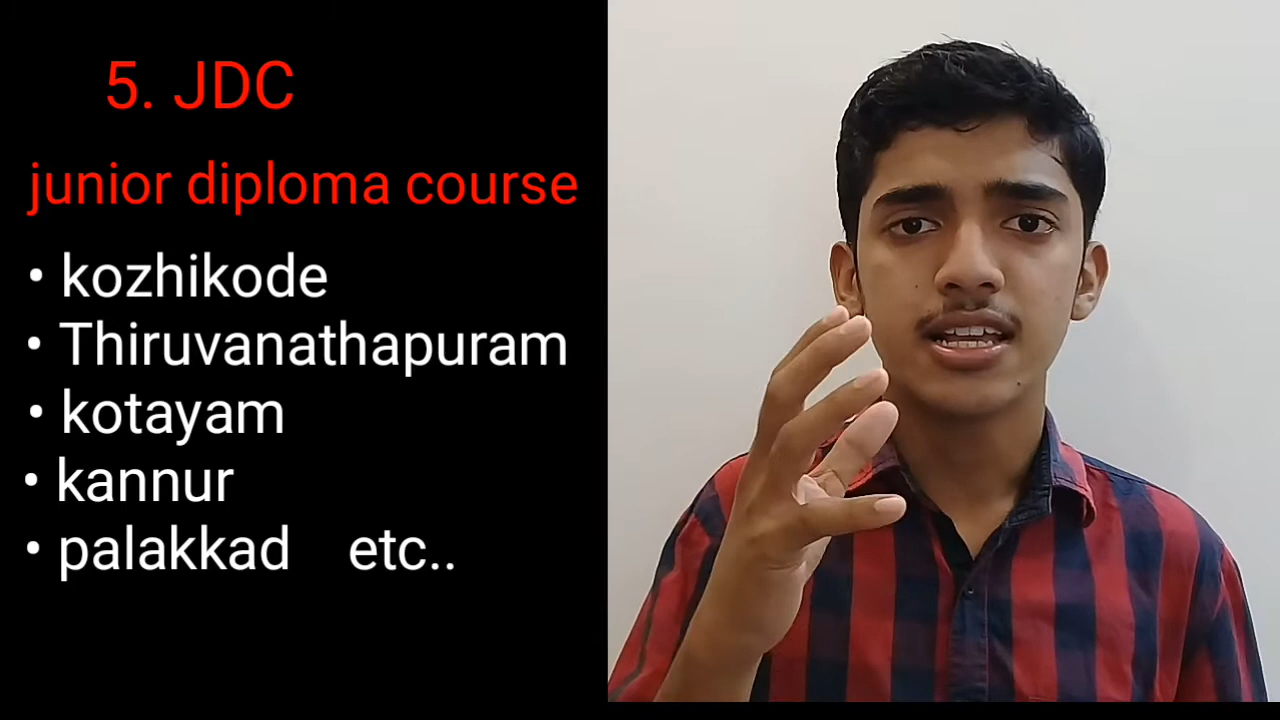 5. JDC
junior diploma course
• kozhikode
• Thiruvanathapuram
• kotayam
• kannur
• palakkad etc..